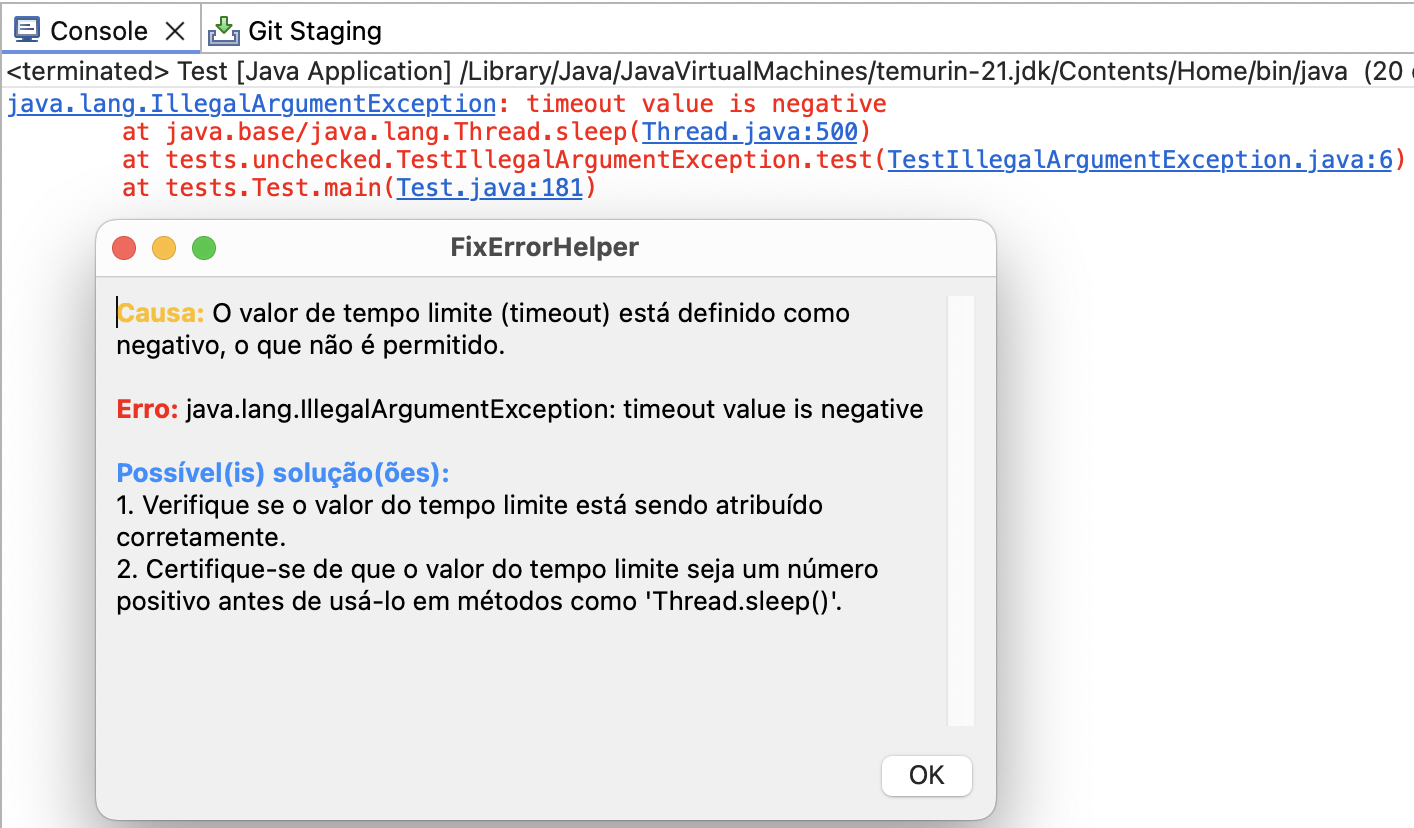 Console
Git Staging
<terminated> Test [Java Application] /Library/Java/JavaVirtualMachines/temurin-21.jdk/Contents/Home/bin/java (20
java.lang.IllegalArgumentException: timeout value is negative
at java.base/java.lang.Thread.sleep(Thread.java:500)
at tests.unchecked.TestIllegalArgumentException.test(TestIllegalArgumentException.java:6)
at tests.Test.main(Test.java:181)
FixErrorHelper
Causa: O valor de tempo limite (timeout) está definido como
negativo, o que não é permitido.
Erro: java.lang.IllegalArgumentException: timeout value is negative
Possível(is) solução(ões):
1. Verifique se o valor do tempo limite está sendo atribuído
corretamente.
2. Certifique-se de que o valor do tempo limite seja um número
positivo antes de usá-lo em métodos como 'Thread.sleep()'.
OK